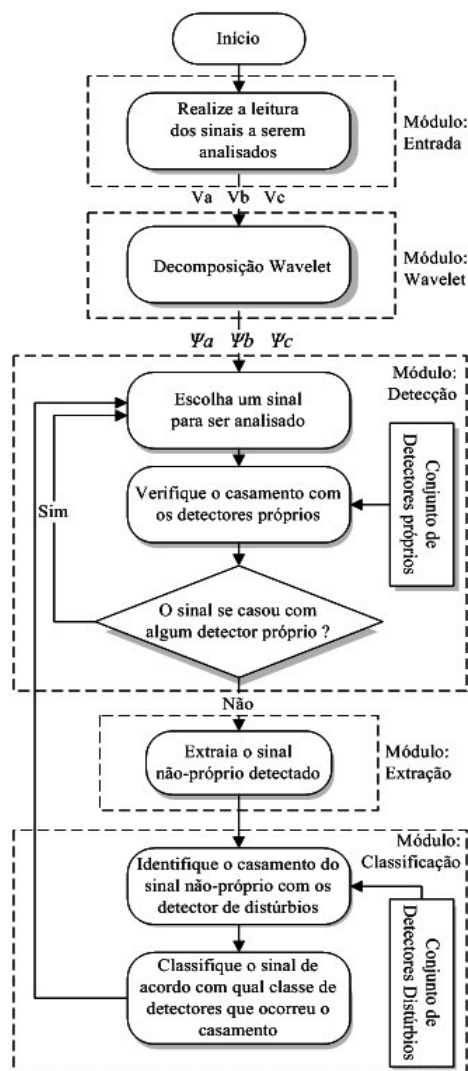 Início
Realize a leitura
dos sinais a serem
analisados
Módulo:
Entrada
Va Vb Vc
Decomposição Wavelet
Módulo:
Wavelet
Ψa Ψb Ψc
Módulo:
Detecção
Escolha um sinal
para ser analisado
Sim
Verifique o casamento com
os detectores próprios
Conjunto de
Detectores próprios
O sinal se casou com
algum detector próprio ?
Não
Extraia o sinal
não-próprio detectado
Módulo:
Extração
Módulo:
Classificação
Identifique o casamento do
sinal não-próprio com os
detector de distúrbios
Conjunto de
Detectores Distúrbios
Classifique o sinal de
acordo com qual classe de
detectores que ocorreu o
casamento